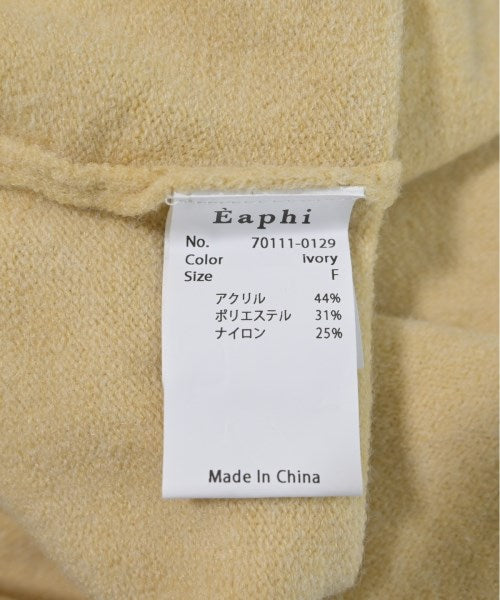 Èaphi
No. 70111-0129
Color ivory
Size F
アクリル 44%
ポリエステル 31%
ナイロン 25%
Made In China